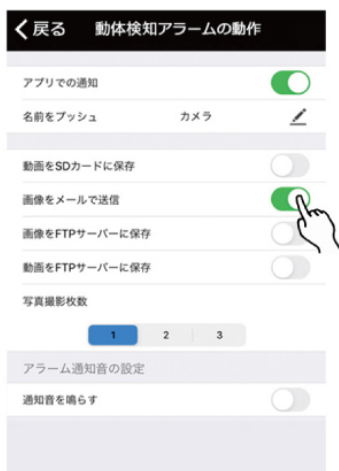 戻る 動体検知アラームの動作
アプリでの通知
名前をプッシュ カメラ
動画をSDカードに保存
画像をメールで送信
画像をFTPサーバーに保存
動画をFTPサーバーに保存
写真撮影枚数
1 2 3
アラーム通知音の設定
通知音を鳴らす